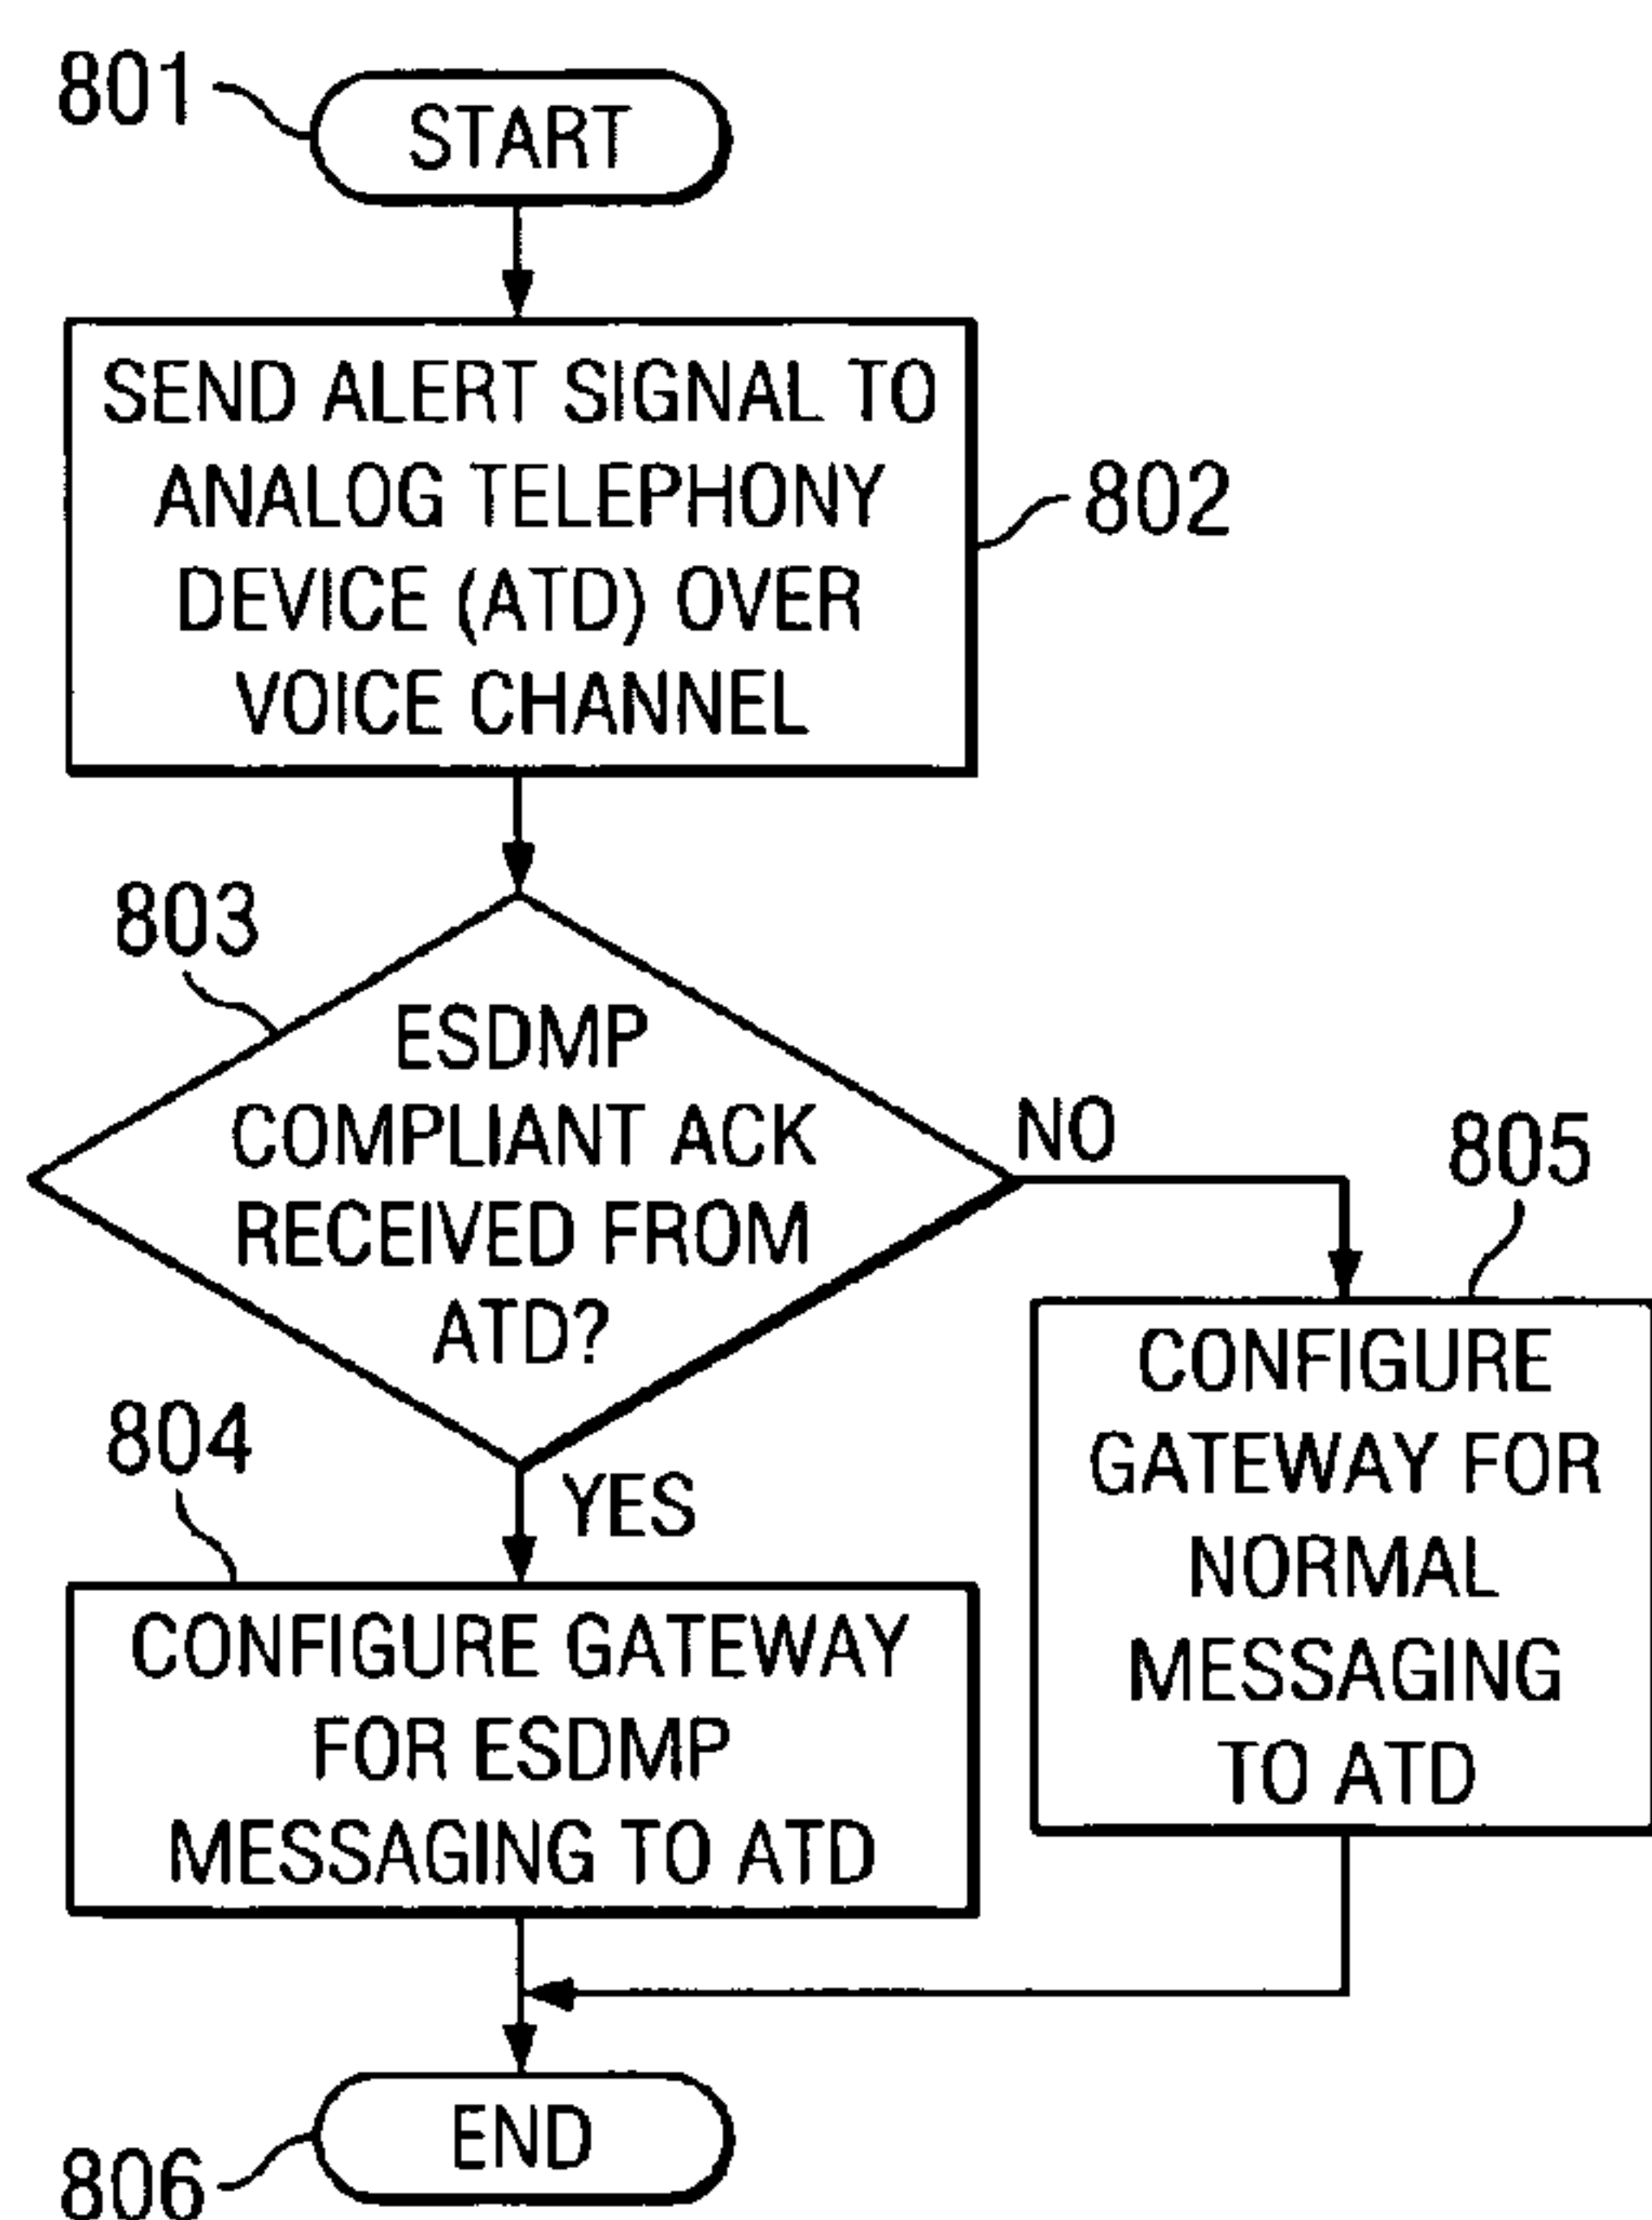 801
START
SEND ALERT SIGNAL TO
ANALOG TELEPHONY
DEVICE (ATD) OVER
VOICE CHANNEL
802
803
ESDMP
COMPLIANT ACK
RECEIVED FROM
ATD?
NO
805
CONFIGURE
GATEWAY FOR
NORMAL
MESSAGING
TO ATD
804
YES
CONFIGURE GATEWAY
FOR ESDMP
MESSAGING TO ATD
END
806